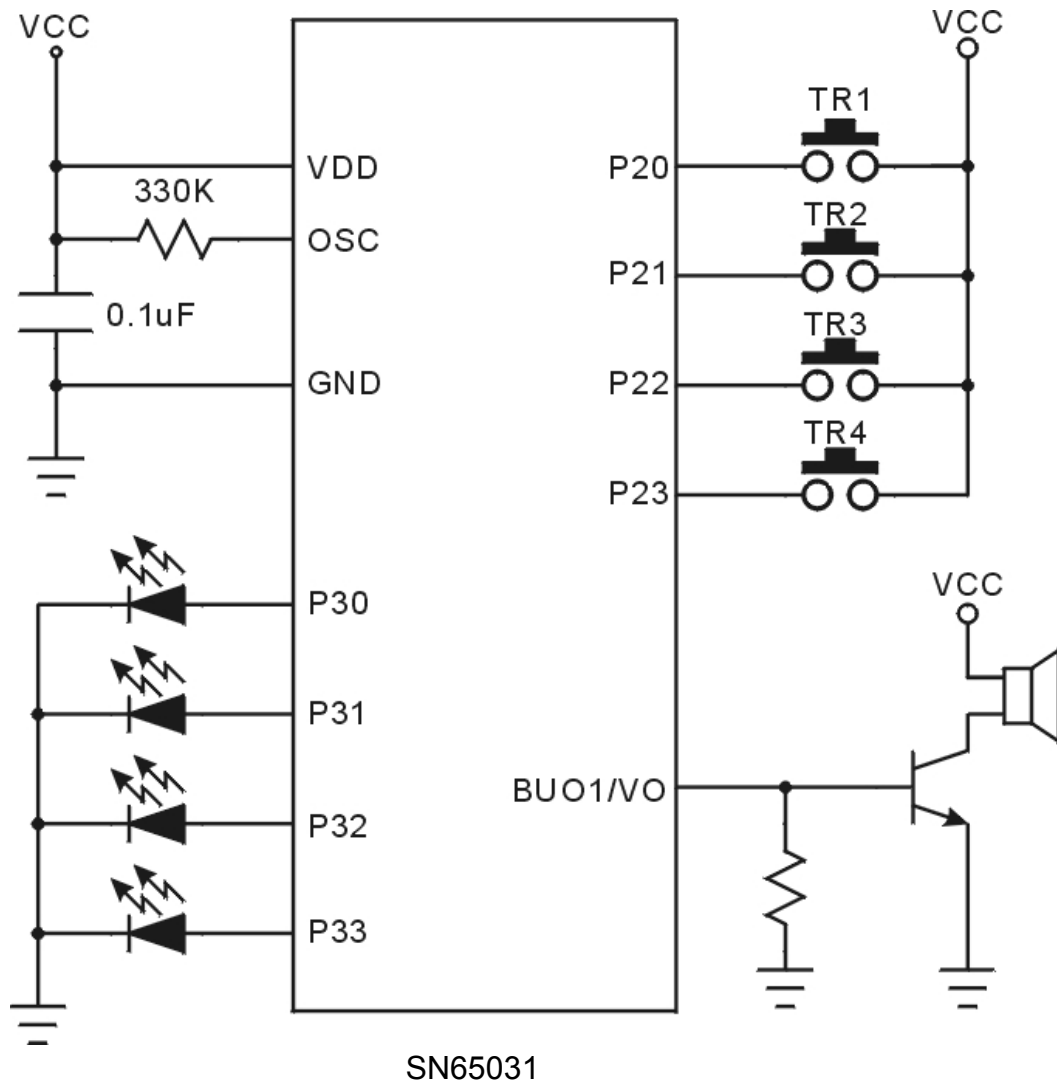 VCC
VCC
TR1
VDD
P20
330K
TR2
OSC
P21
0.1uF
TR3
GND
P22
TR4
P23
P30
VCC
P31
BUO1/VO
P32
P33
SN65031